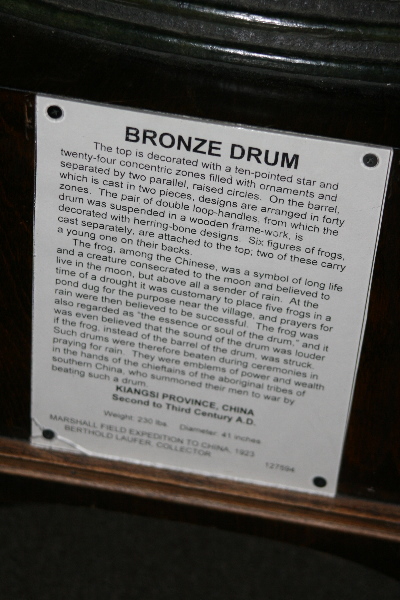 BRONZE DRUM
The top is decorated with a ten-pointed star and
twenty-four concentric zones filled with ornaments and
separated by two parallel, raised circles. On the barrel,
which is cast in two pieces, designs are arranged in forty
zones. The pair of double loop-handles, from which the
drum was suspended in a wooden frame-work, is
decorated with herring-bone designs. Six figures of frogs,
cast separately, are attached to the top; two of these carry
a young one on their backs.
The frog, among the Chinese, was a symbol of long life
and a creature consecrated to the moon and believed to
live in the moon, but above all a sender of rain. At the
time of a drought it was customary to place five frogs in a
pond dug for the purpose near the village, and prayers for
rain were then believed to be successful. The frog was
also regarded as "the essence or soul of the drum," and it
was even believed that the sound of the drum was louder
if the frog, instead of the barrel of the drum, was struck.
Such drums were therefore beaten during ceremonies in
praying for rain. They were emblems of power and wealth
in the hands of the chieftains of the aboriginal tribes of
southern China, who summoned their men to war by
beating such a drum.
KIANGSI PROVINCE, CHINA
Second to Third Century A.D.
Weight: 230 lbs. Diameter: 41 inches
MARSHALL FIELD EXPEDITION TO CHINA, 1923
BERTHOLD LAUFER, COLLECTOR
127594